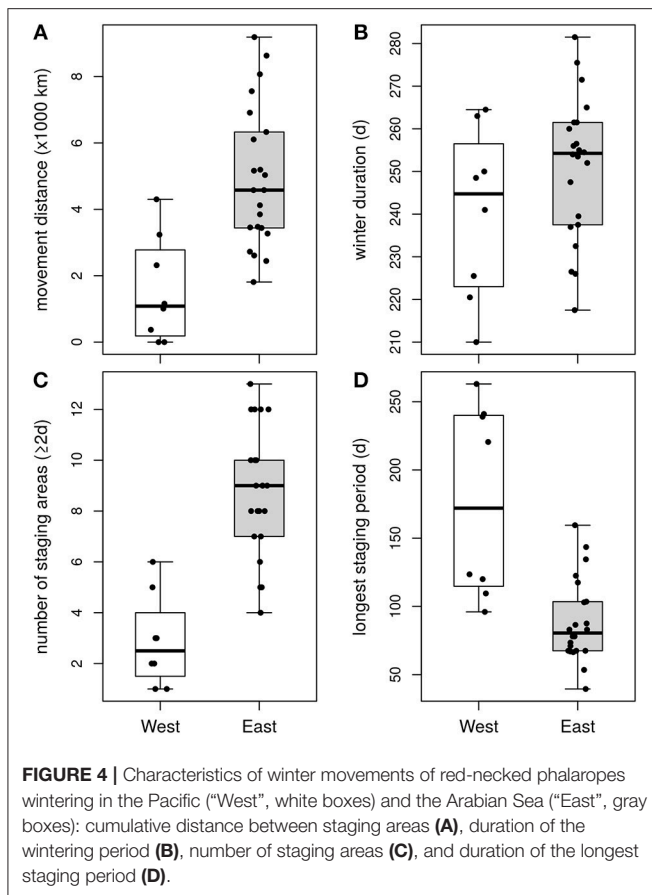 A
movement distance (x1000 km)
8
6
4
2
0
B
winter duration (d)
280
270
260
250
240
230
220
210
C
number of staging areas (≥2d)
12
10
8
6
4
2
West
East
D
longest staging period (d)
250
200
150
100
50
West
East
FIGURE 4 | Characteristics of winter movements of red-necked phalaropes
wintering in the Pacific (“West”, white boxes) and the Arabian Sea (“East”, gray
boxes): cumulative distance between staging areas (A), duration of the
wintering period (B), number of staging areas (C), and duration of the longest
staging period (D).